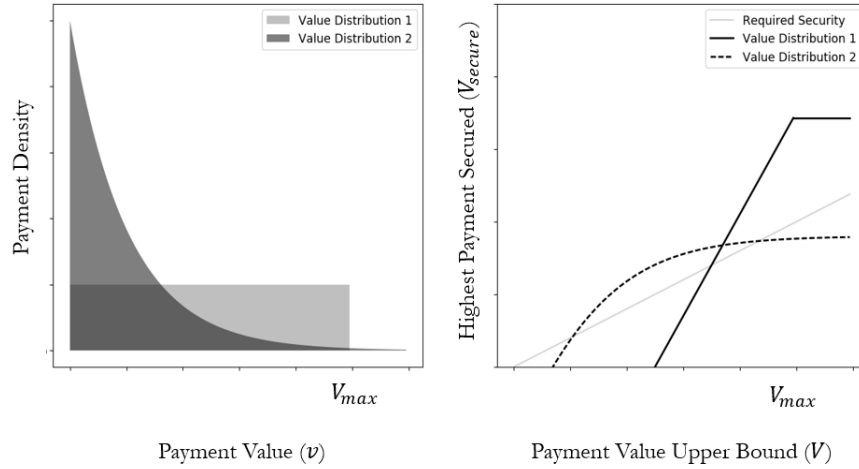 Value Distribution 1
Value Distribution 2
Payment Density
V_max
Payment Value (v)
Required Security
Value Distribution 1
Value Distribution 2
Highest Payment Secured (V_secure)
V_max
Payment Value Upper Bound (V)